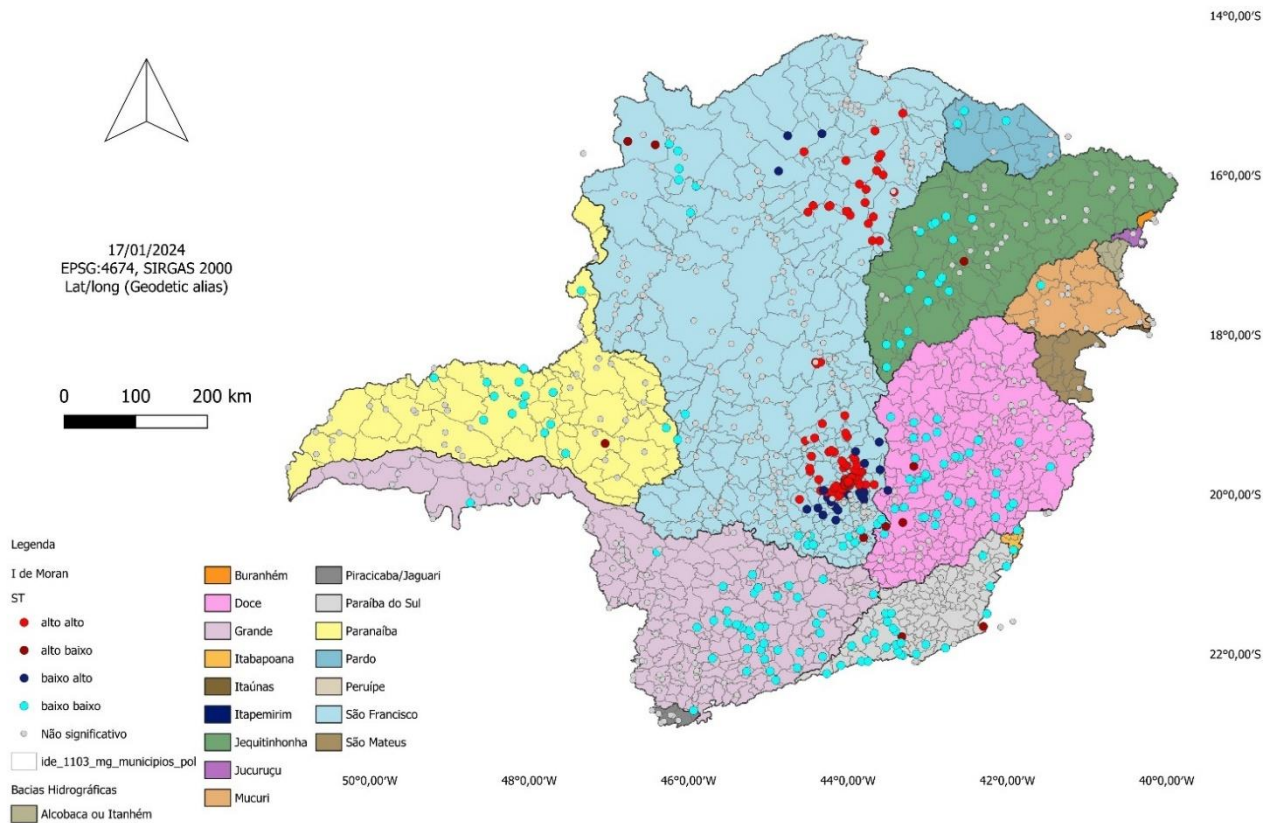 14°0,00′S
16°0,00′S
17/01/2024
EPSG:4674, SIRGAS 2000
Lat/long (Geodetic alias)
18°0,00′S
0 100 200 km
20°0,00′S
22°0,00′S
50°0,00′W 48°0,00′W 46°0,00′W 44°0,00′W 42°0,00′W 40°0,00′W
Legenda
I de Moran
ST
alto alto
alto baixo
baixo alto
baixo baixo
Não significativo
ide_1103_mg_municipios_pol
Bacias Hidrográficas
Alcobaca ou Itanhém
Buranhém
Doce
Grande
Itabapoana
Itaúnas
Itapemirim
Jequitinhonha
Jucuruçu
Mucuri
Piracicaba/Jaguari
Paraíba do Sul
Paranaíba
Pardo
Peruípe
São Francisco
São Mateus